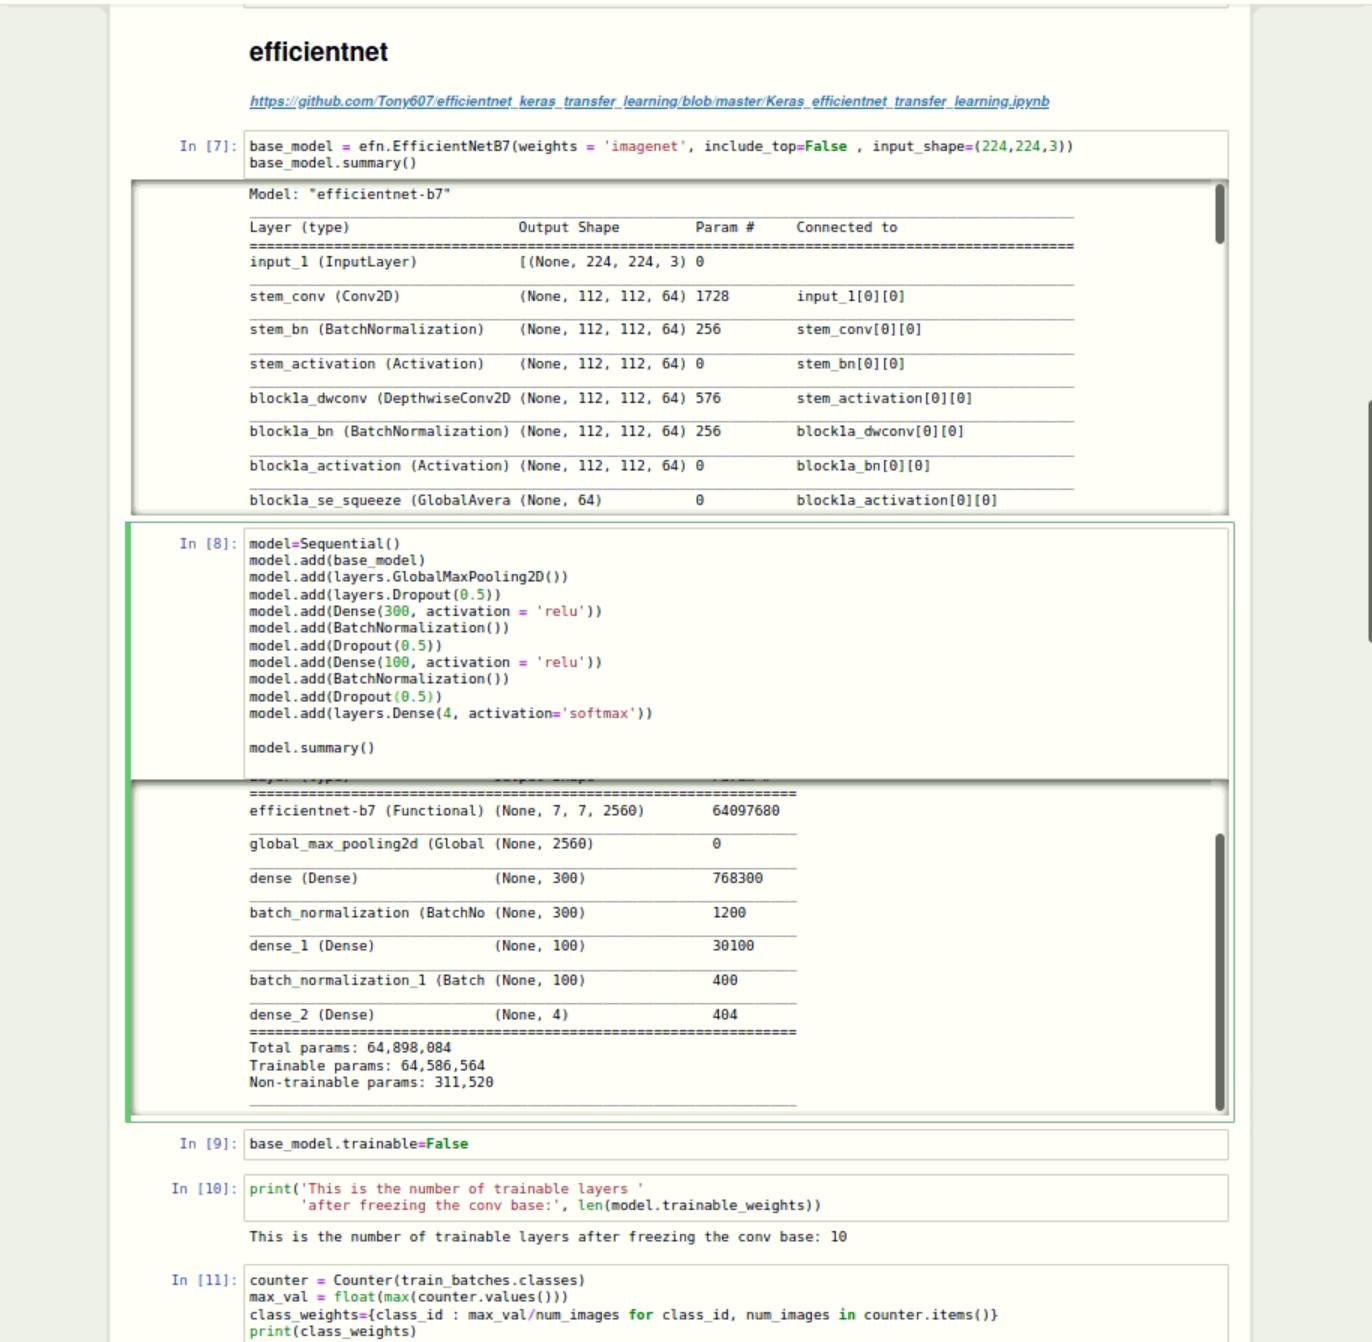 efficientnet
https://github.com/Tony607/efficientnet_keras_transfer_learning/blob/master/Keras_efficientnet_transfer_learning.ipynb
In [7]: base_model = efn.EfficientNetB7(weights = 'imagenet', include_top=False , input_shape=(224,224,3))
base_model.summary()
Model: "efficientnet-b7"
Layer (type) Output Shape Param # Connected to
==================================================================================================
input_1 (InputLayer) [(None, 224, 224, 3) 0
stem_conv (Conv2D) (None, 112, 112, 64) 1728 input_1[0][0]
stem_bn (BatchNormalization) (None, 112, 112, 64) 256 stem_conv[0][0]
stem_activation (Activation) (None, 112, 112, 64) 0 stem_bn[0][0]
block1a_dwconv (DepthwiseConv2D (None, 112, 112, 64) 576 stem_activation[0][0]
block1a_bn (BatchNormalization) (None, 112, 112, 64) 256 block1a_dwconv[0][0]
block1a_activation (Activation) (None, 112, 112, 64) 0 block1a_bn[0][0]
block1a_se_squeeze (GlobalAvera (None, 64) 0 block1a_activation[0][0]
In [8]: model=Sequential()
model.add(base_model)
model.add(layers.GlobalMaxPooling2D())
model.add(layers.Dropout(0.5))
model.add(Dense(300, activation = 'relu'))
model.add(BatchNormalization())
model.add(Dropout(0.5))
model.add(Dense(100, activation = 'relu'))
model.add(BatchNormalization())
model.add(Dropout(0.5))
model.add(layers.Dense(4, activation='softmax'))
model.summary()
=================================================================
efficientnet-b7 (Functional) (None, 7, 7, 2560) 64097680
global_max_pooling2d (Global (None, 2560) 0
dense (Dense) (None, 300) 768300
batch_normalization (BatchNo (None, 300) 1200
dense_1 (Dense) (None, 100) 30100
batch_normalization_1 (Batch (None, 100) 400
dense_2 (Dense) (None, 4) 404
=================================================================
Total params: 64,898,084
Trainable params: 64,586,564
Non-trainable params: 311,520
In [9]: base_model.trainable=False
In [10]: print('This is the number of trainable layers '
'after freezing the conv base:', len(model.trainable_weights))
This is the number of trainable layers after freezing the conv base: 10
In [11]: counter = Counter(train_batches.classes)
max_val = float(max(counter.values()))
class_weights={class_id : max_val/num_images for class_id, num_images in counter.items()}
print(class_weights)